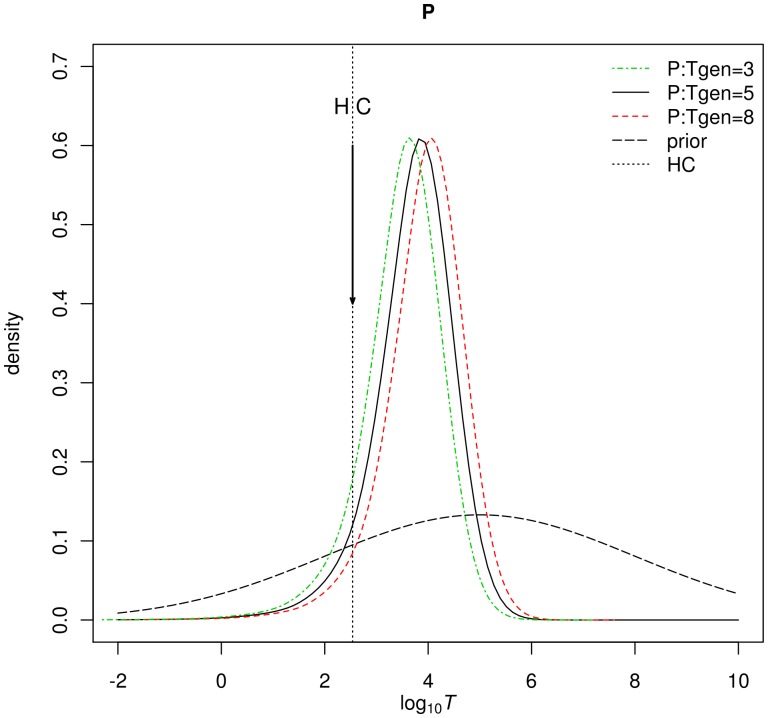 P
0.7
0.6
0.5
0.4
0.3
0.2
0.1
0.0
density
H C
P:Tgen=3
P:Tgen=5
P:Tgen=8
prior
HC
-2 0 2 4 6 8 10
log₁₀T